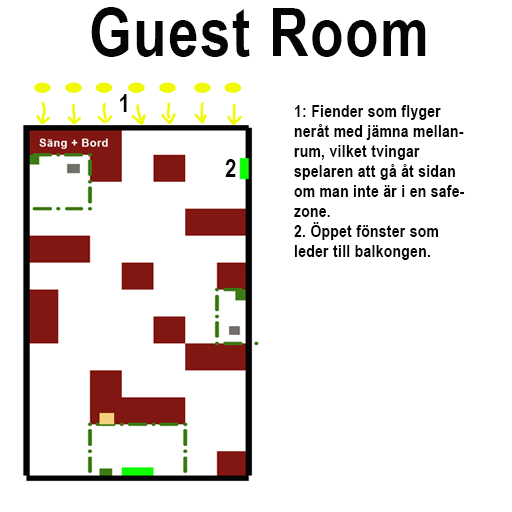 Guest Room
1
Säng + Bord
2
1: Fiender som flyger
neråt med jämna mellan-
rum, vilket tvingar
spelaren att gå åt sidan
om man inte är i en safe-
zone.
2. Öppet fönster som
leder till balkongen.